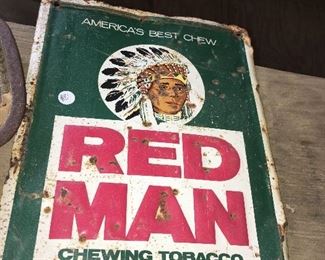 AMERICA'S BEST CHEW
RED
MAN
CHEWING TOBACCO